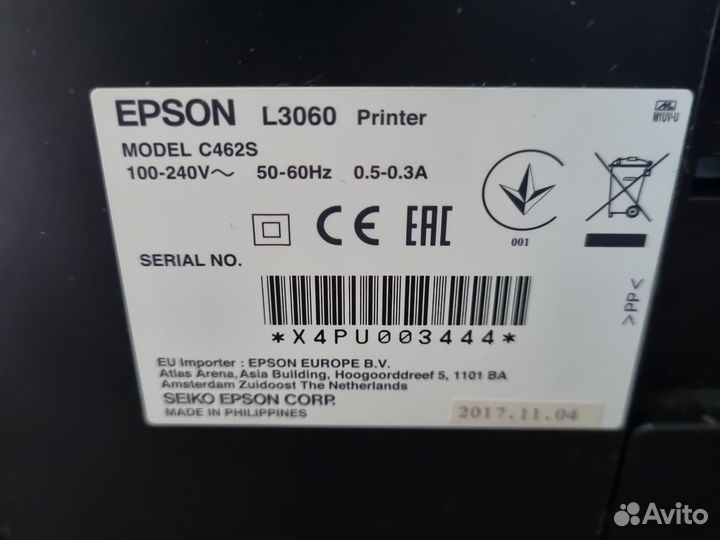 EPSON L3060 Printer
MODEL C462S
100-240V~ 50-60Hz 0.5-0.3A
M1UV-U
001
CE EAC
SERIAL NO.
>PP<
*X4PU003444*
EU Importer : EPSON EUROPE B.V.
Atlas Arena, Asia Building, Hoogoorddreef 5, 1101 BA
Amsterdam Zuidoost The Netherlands
SEIKO EPSON CORP.
MADE IN PHILIPPINES
2017.11.04
Avito